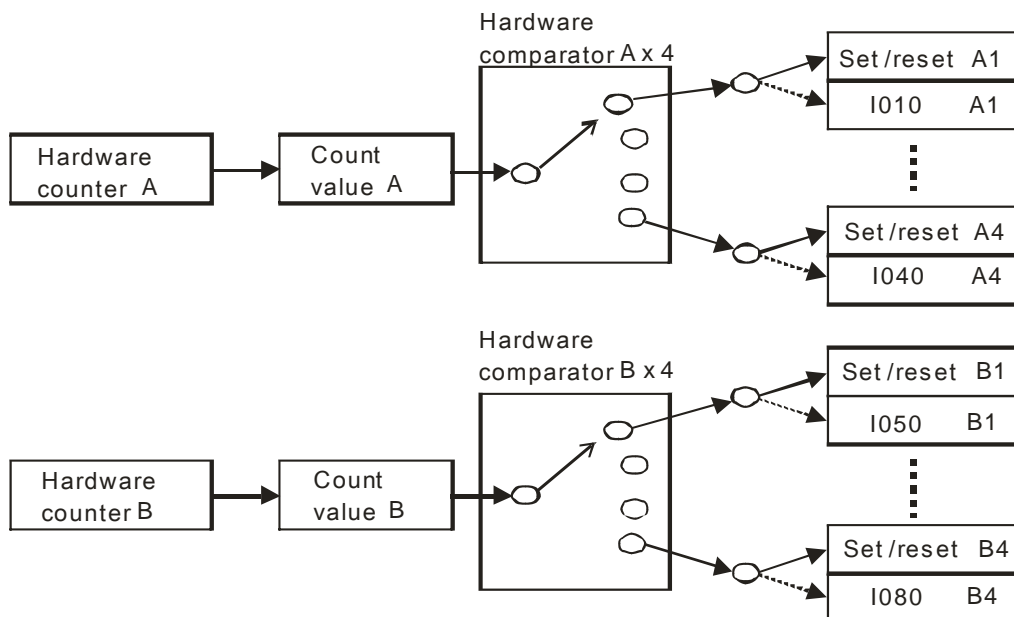 Hardware
comparator A x 4
Set/reset A1
I010 A1
Hardware
counter A
Count
value A
Set/reset A4
I040 A4
Hardware
comparator B x 4
Set/reset B1
I050 B1
Hardware
counter B
Count
value B
Set/reset B4
I080 B4